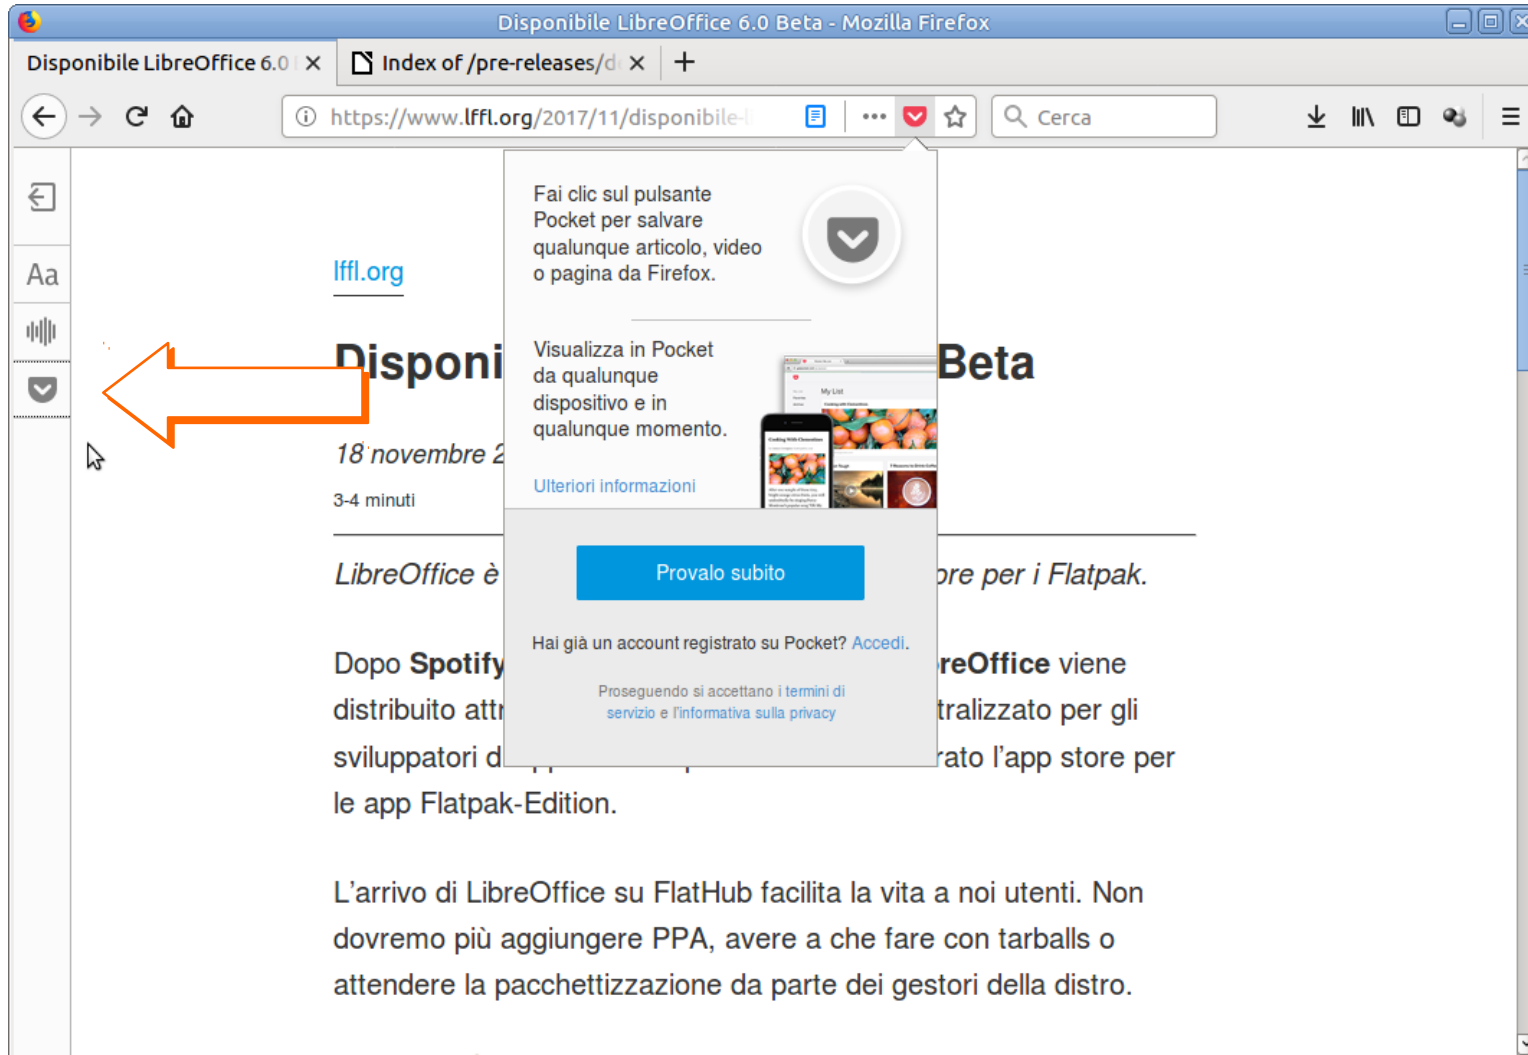 Disponibile LibreOffice 6.0 Beta - Mozilla Firefox
Disponibile LibreOffice 6.0
Index of /pre-releases/d
https://www.lffl.org/2017/11/disponibile-l
Cerca
Aa
lffl.org
Disponi Beta
18 novembre 2
3-4 minuti
LibreOffice è ore per i Flatpak.
Dopo Spotify reOffice viene
distribuito attr tralizzato per gli
sviluppatori d rato l'app store per
le app Flatpak-Edition.
L'arrivo di LibreOffice su FlatHub facilita la vita a noi utenti. Non
dovremo più aggiungere PPA, avere a che fare con tarballs o
attendere la pacchettizzazione da parte dei gestori della distro.
Fai clic sul pulsante
Pocket per salvare
qualunque articolo, video
o pagina da Firefox.
Visualizza in Pocket
da qualunque
dispositivo e in
qualunque momento.
Ulteriori informazioni
My List
Provalo subito
Hai già un account registrato su Pocket? Accedi.
Proseguendo si accettano i termini di
servizio e l'informativa sulla privacy